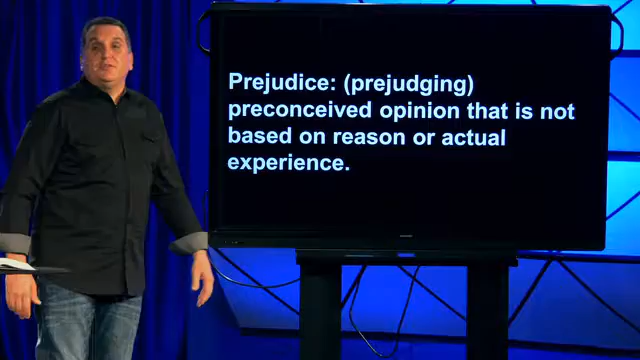 Prejudice: (prejudging)
preconceived opinion that is not
based on reason or actual
experience.